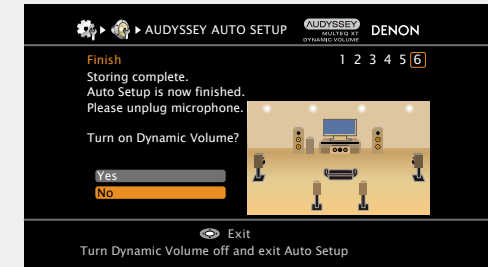 AUDYSSEY AUTO SETUP
AUDYSSEY
MULTEQ XT
DYNAMIC VOLUME
DENON
Finish
1 2 3 4 5 6
Storing complete.
Auto Setup is now finished.
Please unplug microphone.
Turn on Dynamic Volume?
Yes
No
Exit
Turn Dynamic Volume off and exit Auto Setup